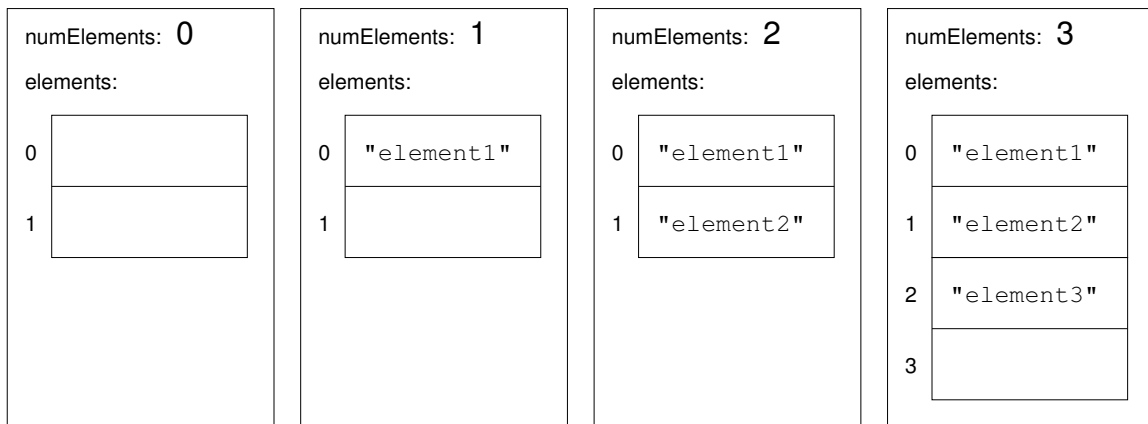 numElements: 0
elements:
0
1
numElements: 1
elements:
0 "element1"
1
numElements: 2
elements:
0 "element1"
1 "element2"
numElements: 3
elements:
0 "element1"
1 "element2"
2 "element3"
3